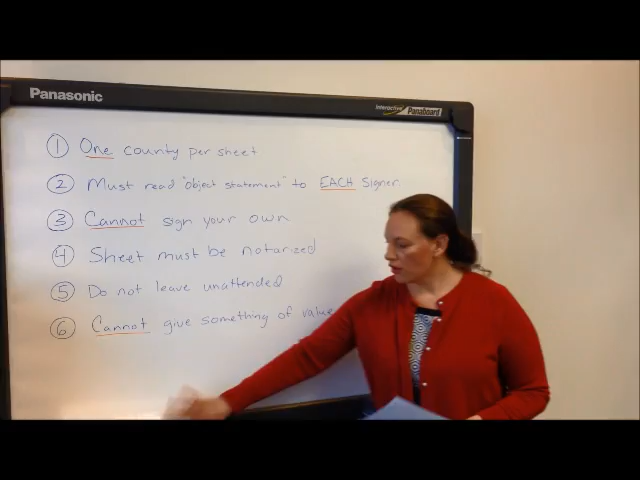 Panasonic
interactive Panaboard
1 One county per sheet
2 Must read "object statement" to EACH signer
3 Cannot sign your own
4 Sheet must be notarized
5 Do not leave unattended
6. Cannot give something of value